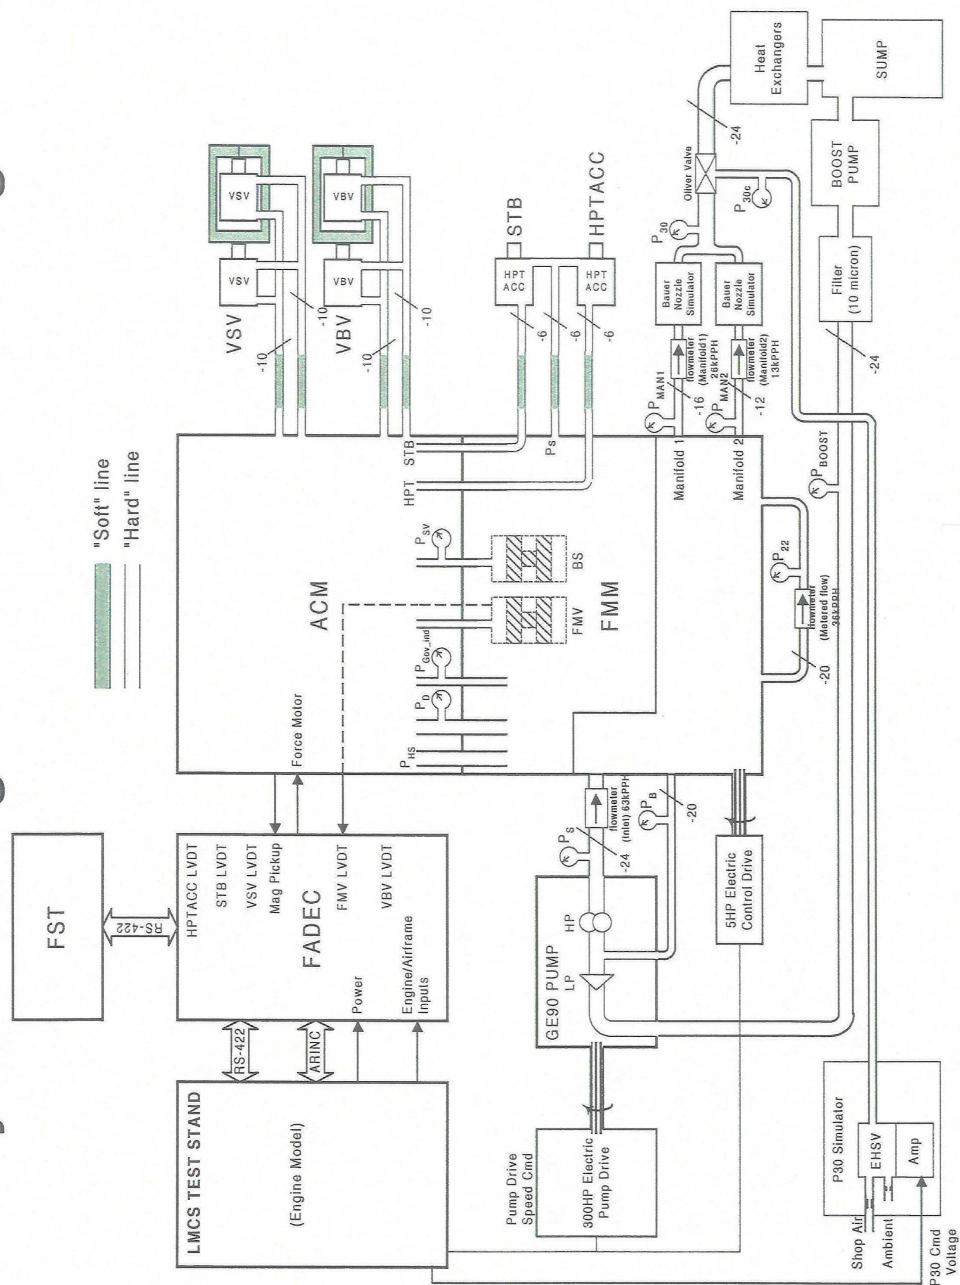 "Soft" line
"Hard" line
FST
RS-422
HPTACC LVDT
STB LVDT
VSV LVDT
Mag Pickup
FADEC
FMV LVDT
VBV LVDT
Power
Engine/Airframe
Inputs
RS-422
ARINC
LMCS TEST STAND
(Engine Model)
Force Motor
ACM
VSV
VSV
VSV
-10
-10
VBV
VBV
VBV
-10
-10
STB
HPT
ACC
HPT
ACC
HPTACC
-6
-6
-6
STB
HPT
Ps
PSV
PGov_ind
PD
PHS
BS
FMV
FMM
Manifold 1
Manifold 2
PMAN1
PMAN2
-16
-12
flowmeter
(Manifold1)
26kPPH
flowmeter
(Manifold2)
13kPPH
Bauer
Nozzle
Simulator
Bauer
Nozzle
Simulator
P30
P30c
Oliver Valve
-24
Heat
Exchangers
SUMP
BOOST
PUMP
Filter
(10 micron)
-24
PBOOST
P22
flowmeter
(Metered flow)
36kPPH
-20
PS
flowmeter
(Inlet) 63kPPH
-24
PB
-20
GE90 PUMP
LP
HP
5HP Electric
Control Drive
Pump Drive
Speed Cmd
300HP Electric
Pump Drive
P30 Simulator
EHSV
Amp
Shop Air
Ambient
P30 Cmd
Voltage